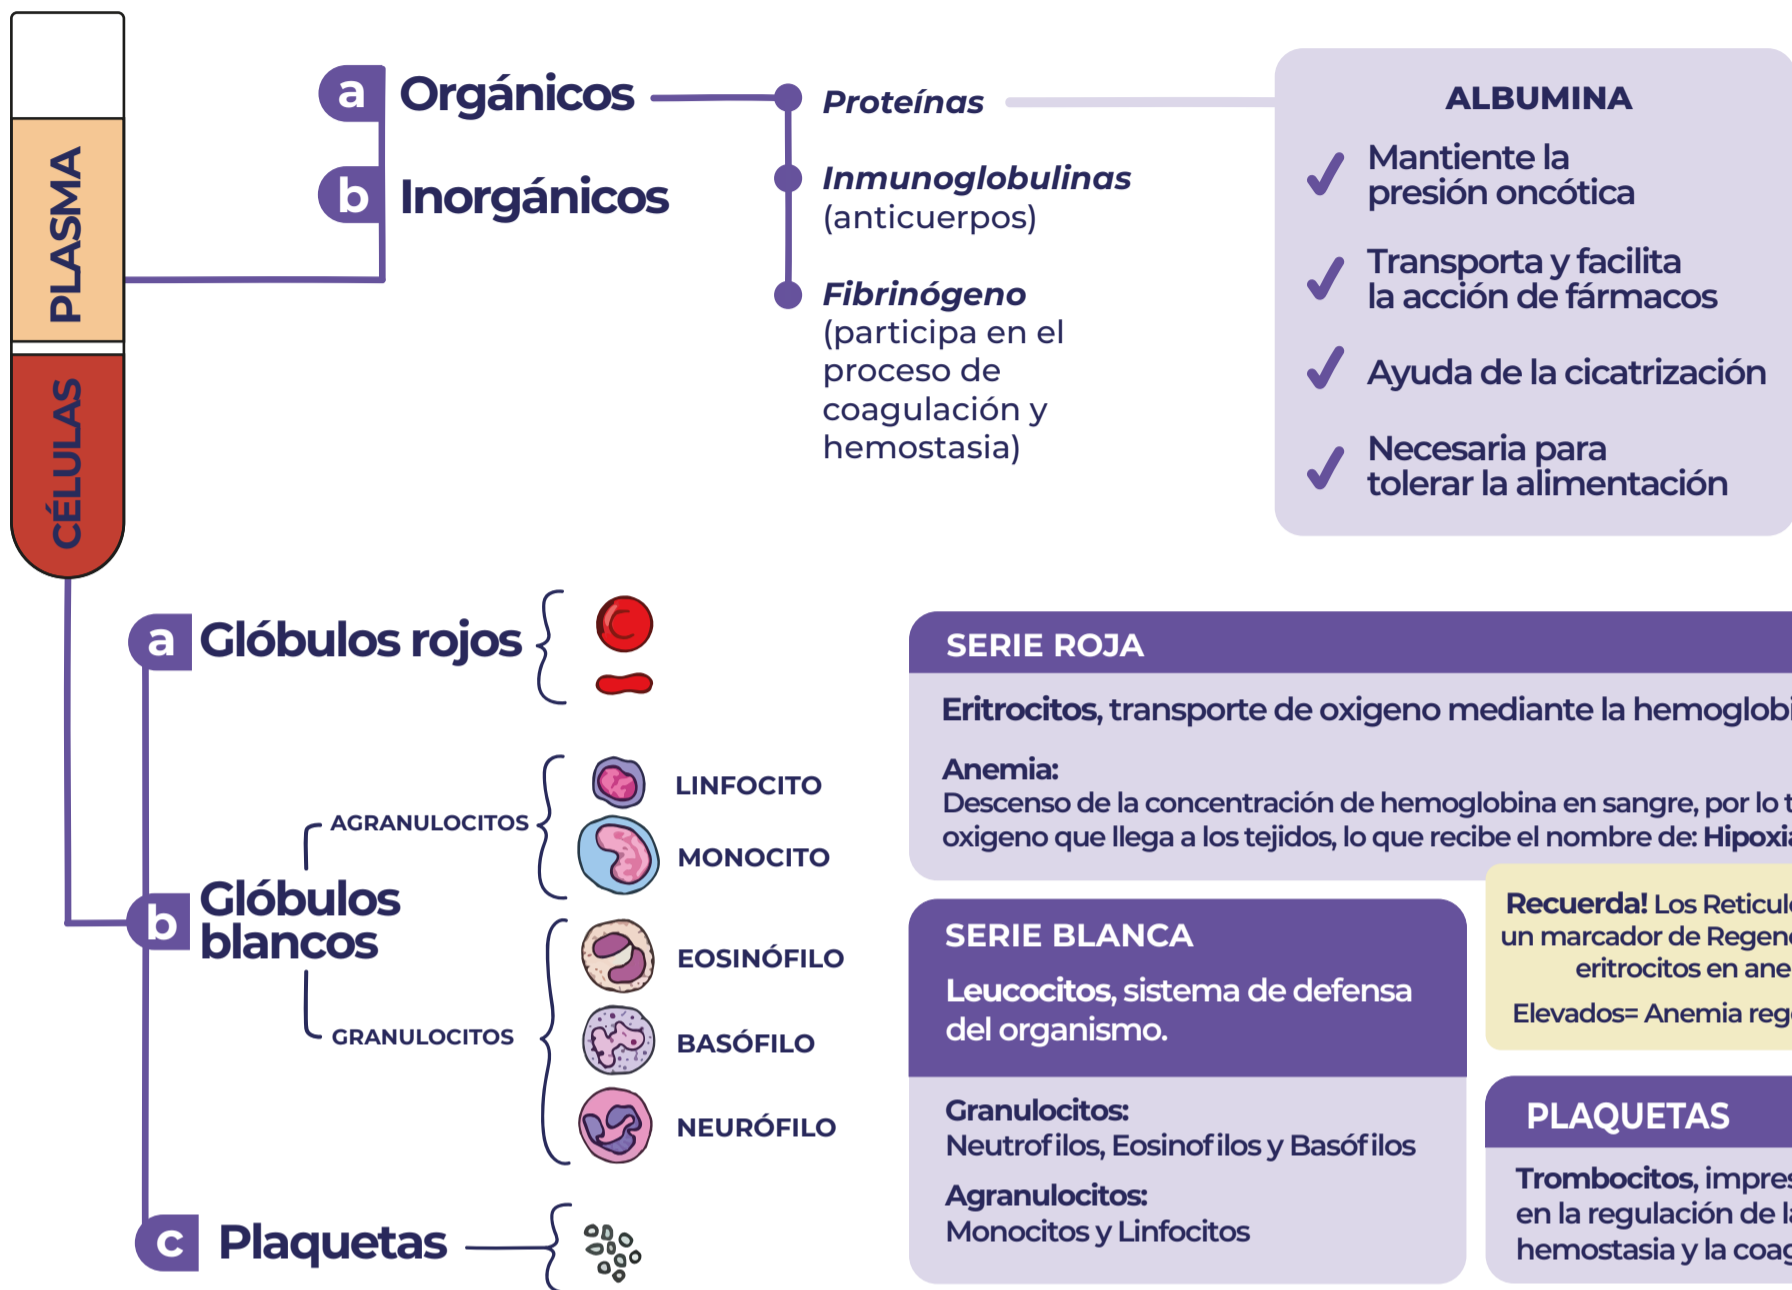 PLASMA
CÉLULAS
a Orgánicos
b Inorgánicos
Proteínas
Inmunoglobulinas
(anticuerpos)
Fibrinógeno
(participa en el
proceso de
coagulación y
hemostasia)
ALBUMINA
Mantiente la
presión oncótica
Transporta y facilita
la acción de fármacos
Ayuda de la cicatrización
Necesaria para
tolerar la alimentación
a Glóbulos rojos
b Glóbulos
blancos
AGRANULOCITOS
LINFOCITO
MONOCITO
GRANULOCITOS
EOSINÓFILO
BASÓFILO
NEURÓFILO
c Plaquetas
SERIE ROJA
Eritrocitos, transporte de oxigeno mediante la
Anemia:
Descenso de la concentración de hemoglobina en sangre, por lo
oxigeno que llega a los tejidos, lo que recibe el nombre de: Hipoxia
Recuerda! Los
un marcador de
eritrocitos en
Elevados= Anemia
SERIE BLANCA
Leucocitos, sistema de defensa
del organismo.
Granulocitos:
Neutrofilos, Eosinofilos y Basófilos
Agranulocitos:
Monocitos y Linfocitos
PLAQUETAS
Trombocitos,
en la regulación de
hemostasia y la